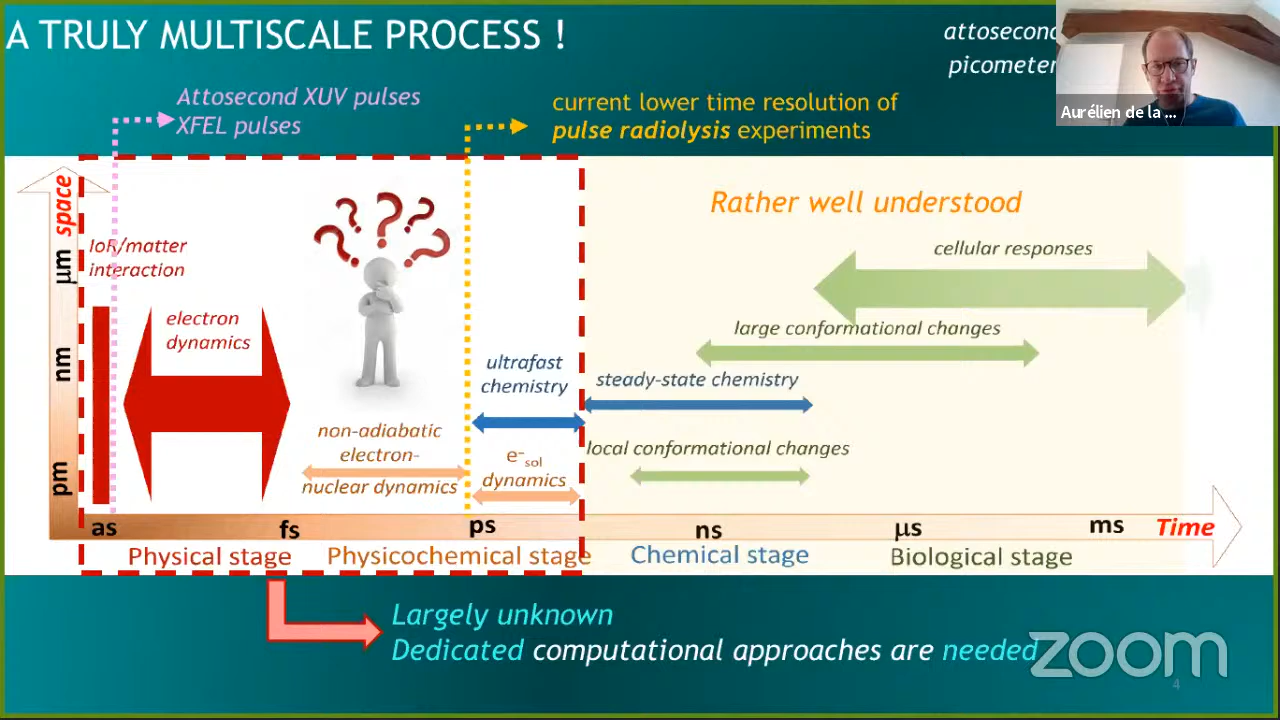 A TRULY MULTISCALE PROCESS !
attosecond
picometer
Aurélien de la ...
Attosecond XUV pulses
XFEL pulses
current lower time resolution of
pulse radiolysis experiments
space
μm
nm
pm
IoR/matter
interaction
electron
dynamics
? ? ? ? ?
non-adiabatic
electron-
nuclear dynamics
ultrafast
chemistry
e-sol
dynamics
Rather well understood
cellular responses
large conformational changes
steady-state chemistry
local conformational changes
as
fs
ps
ns
μs
ms
Time
Physical stage
Physicochemical stage
Chemical stage
Biological stage
Largely unknown
Dedicated computational approaches are needed
zoom
4